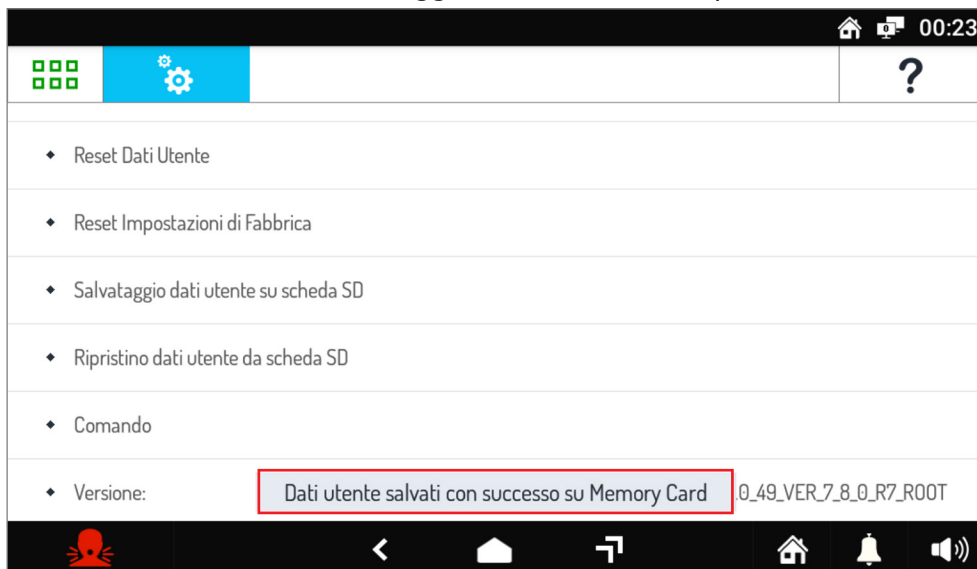 00:23
?
Reset Dati Utente
Reset Impostazioni di Fabbrica
Salvataggio dati utente su scheda SD
Ripristino dati utente da scheda SD
Comando
Versione: Dati utente salvati con successo su Memory Card .0_49_VER_7_8_0_R7_ROOT